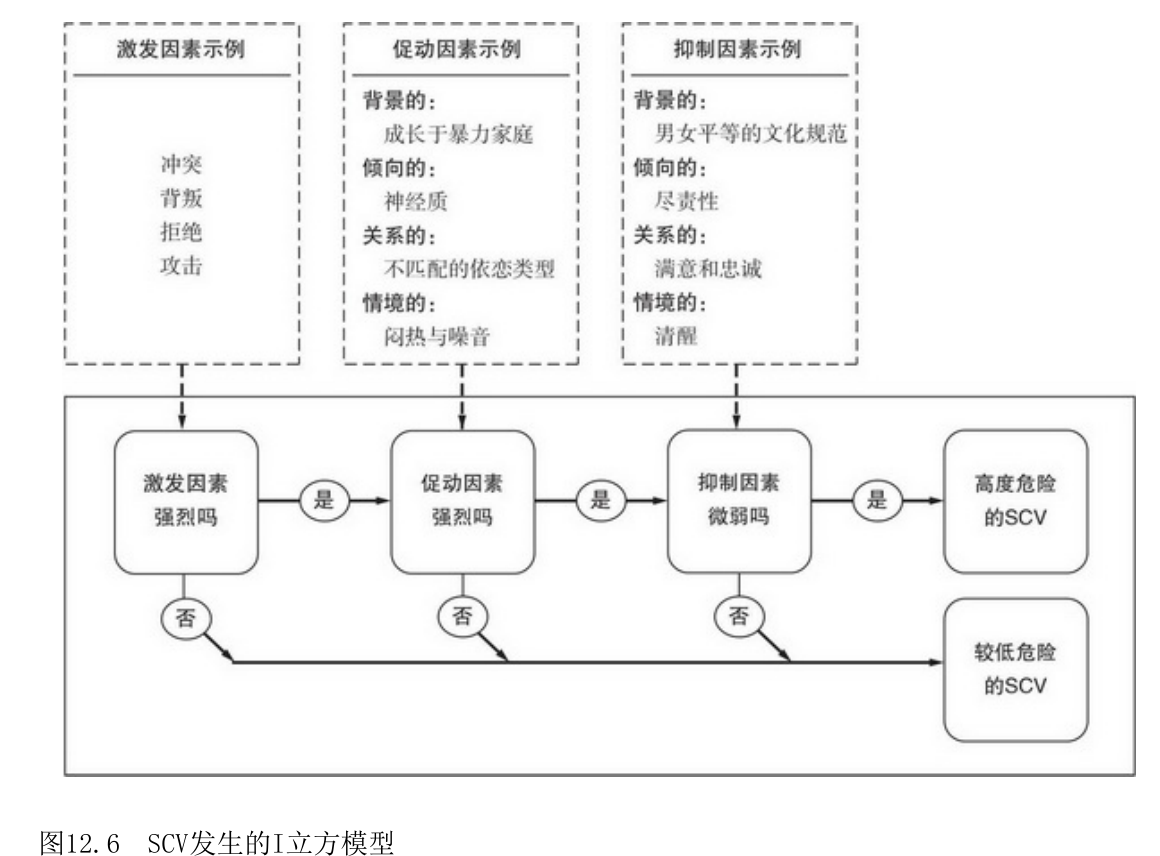 激发因素示例
冲突
背叛
拒绝
攻击
促动因素示例
背景的：
成长于暴力家庭
倾向的：
神经质
关系的：
不匹配的依恋类型
情境的：
闷热与噪音
抑制因素示例
背景的：
男女平等的文化规范
倾向的：
尽责性
关系的：
满意和忠诚
情境的：
清醒
激发因素
强烈吗
是
促动因素
强烈吗
是
抑制因素
微弱吗
是
高度危险
的SCV
否
否
否
较低危险
的SCV
图12.6 SCV发生的I立方模型